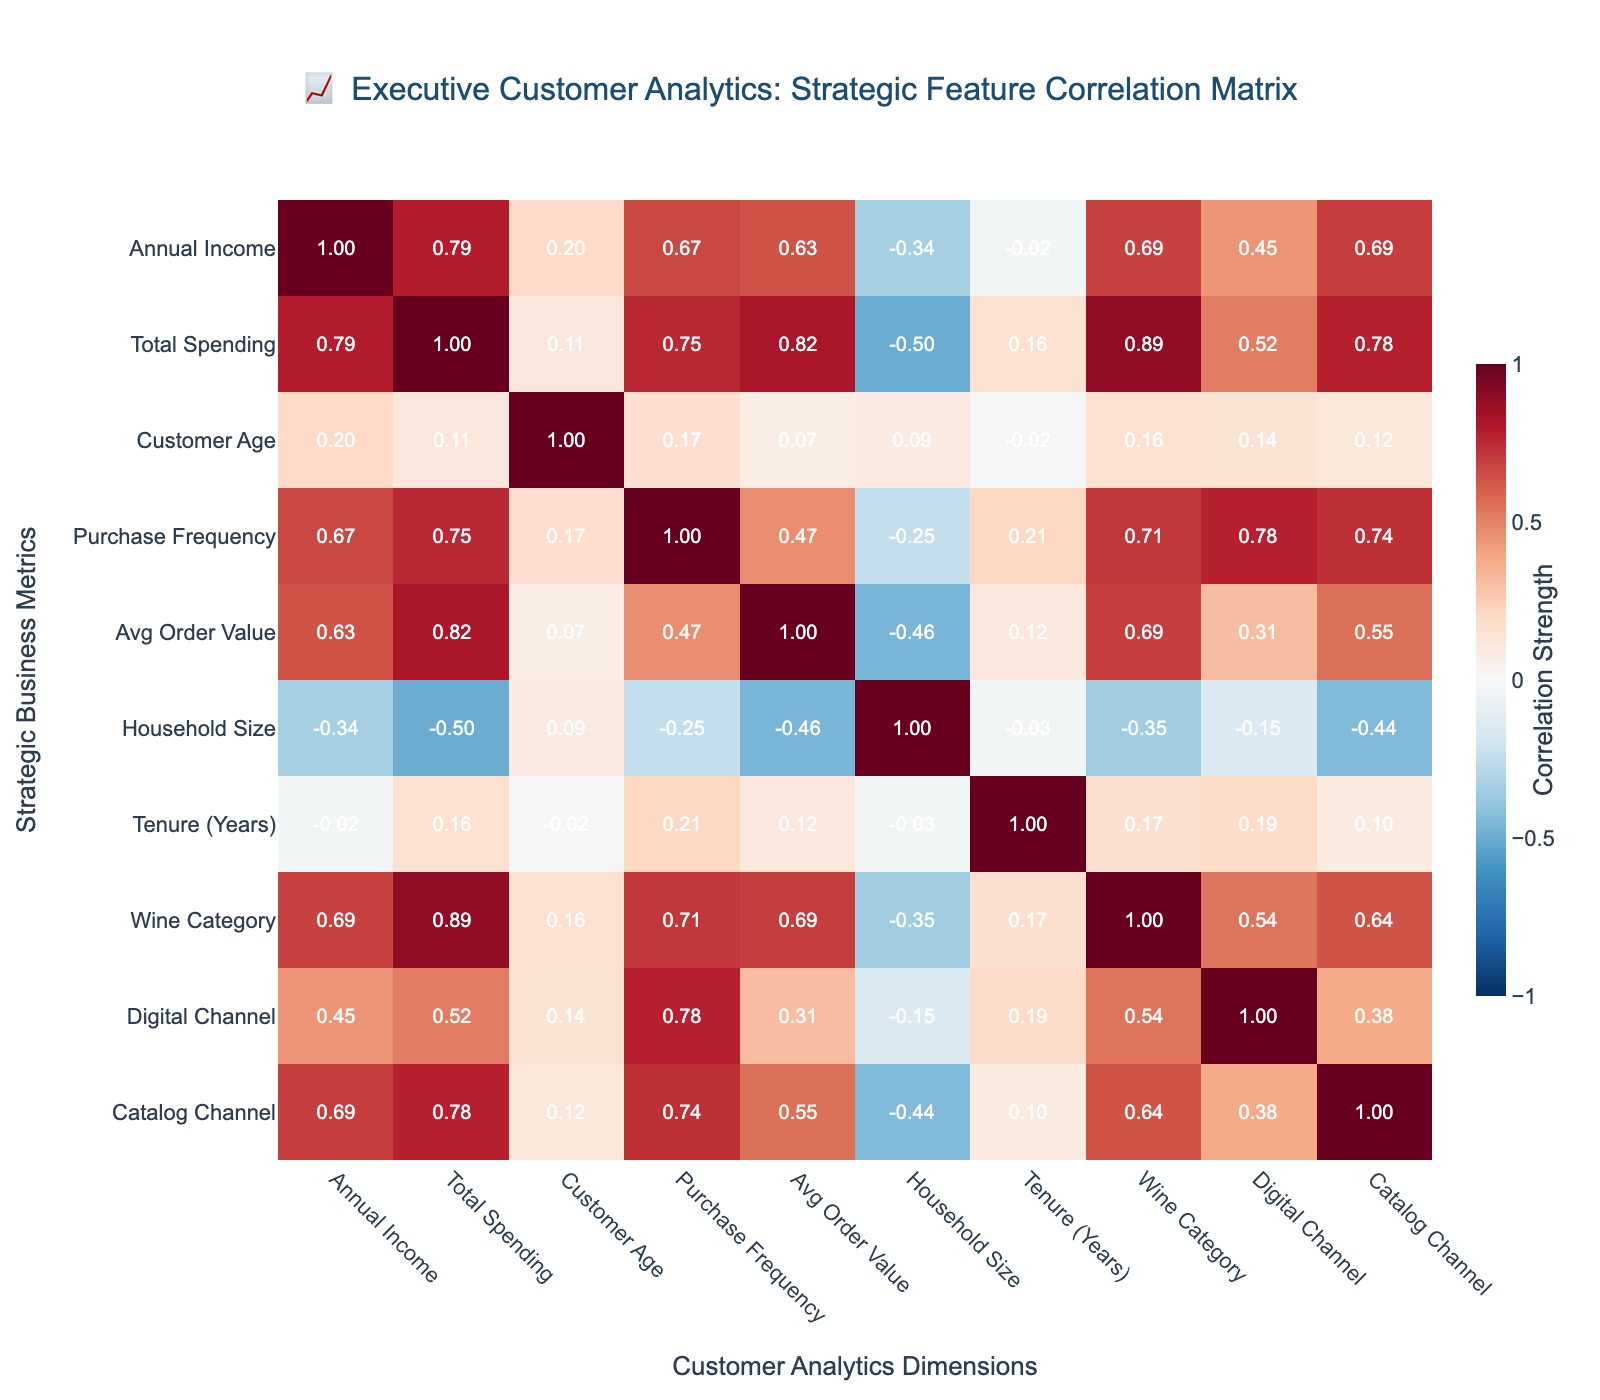 📈 Executive Customer Analytics: Strategic Feature Correlation Matrix
Strategic Business Metrics
Annual Income 1.00 0.79 0.20 0.67 0.63 -0.34 -0.02 0.69 0.45 0.69
Total Spending 0.79 1.00 0.11 0.75 0.82 -0.50 0.16 0.89 0.52 0.78
Customer Age 0.20 0.11 1.00 0.17 0.07 0.09 -0.02 0.16 0.14 0.12
Purchase Frequency 0.67 0.75 0.17 1.00 0.47 -0.25 0.21 0.71 0.78 0.74
Avg Order Value 0.63 0.82 0.07 0.47 1.00 -0.46 0.12 0.69 0.31 0.55
Household Size -0.34 -0.50 0.09 -0.25 -0.46 1.00 -0.03 -0.35 -0.15 -0.44
Tenure (Years) -0.02 0.16 -0.02 0.21 0.12 -0.03 1.00 0.17 0.19 0.10
Wine Category 0.69 0.89 0.16 0.71 0.69 -0.35 0.17 1.00 0.54 0.64
Digital Channel 0.45 0.52 0.14 0.78 0.31 -0.15 0.19 0.54 1.00 0.38
Catalog Channel 0.69 0.78 0.12 0.74 0.55 -0.44 0.10 0.64 0.38 1.00
Annual Income
Total Spending
Customer Age
Purchase Frequency
Avg Order Value
Household Size
Tenure (Years)
Wine Category
Digital Channel
Catalog Channel
Customer Analytics Dimensions
1
0.5
0
−0.5
−1
Correlation Strength